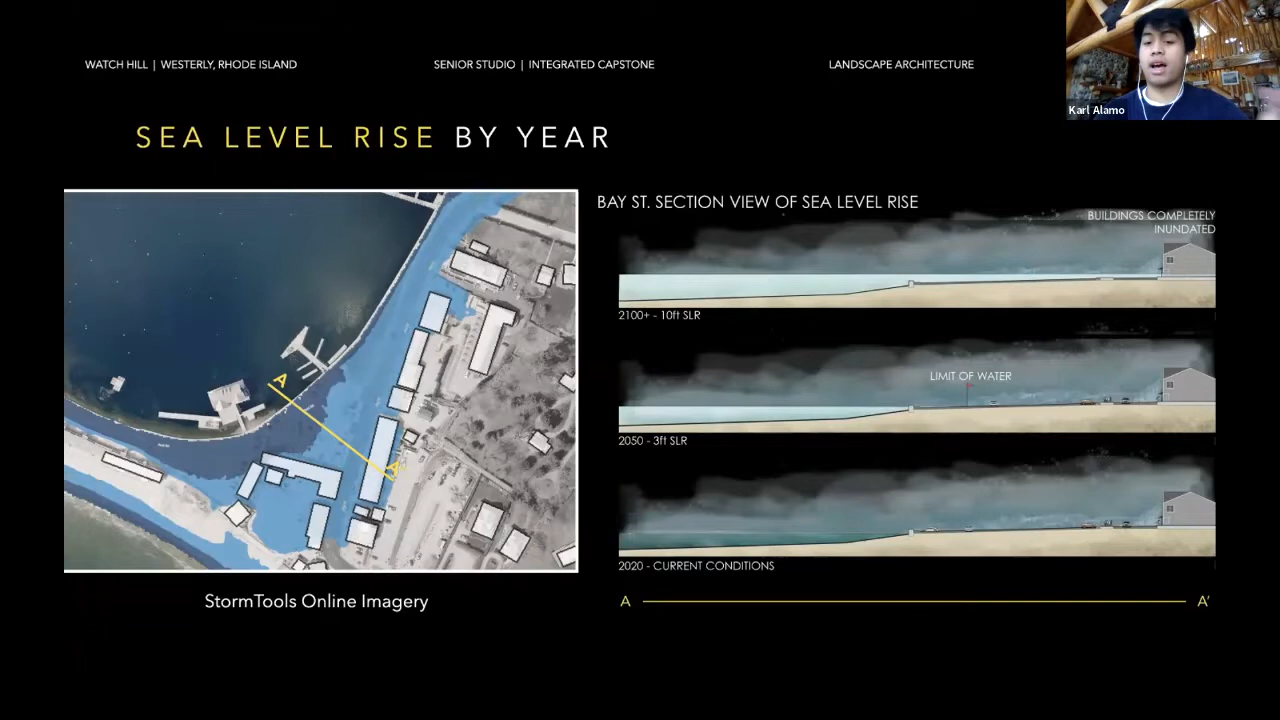 WATCH HILL | WESTERLY, RHODE ISLAND
SENIOR STUDIO | INTEGRATED CAPSTONE
LANDSCAPE ARCHITECTURE
Karl Alamo
SEA LEVEL RISE BY YEAR
A
A'
StormTools Online Imagery
BAY ST. SECTION VIEW OF SEA LEVEL RISE
BUILDINGS COMPLETELY
INUNDATED
2100+ - 10ft SLR
LIMIT OF WATER
2050 - 3ft SLR
2020 - CURRENT CONDITIONS
A
A'